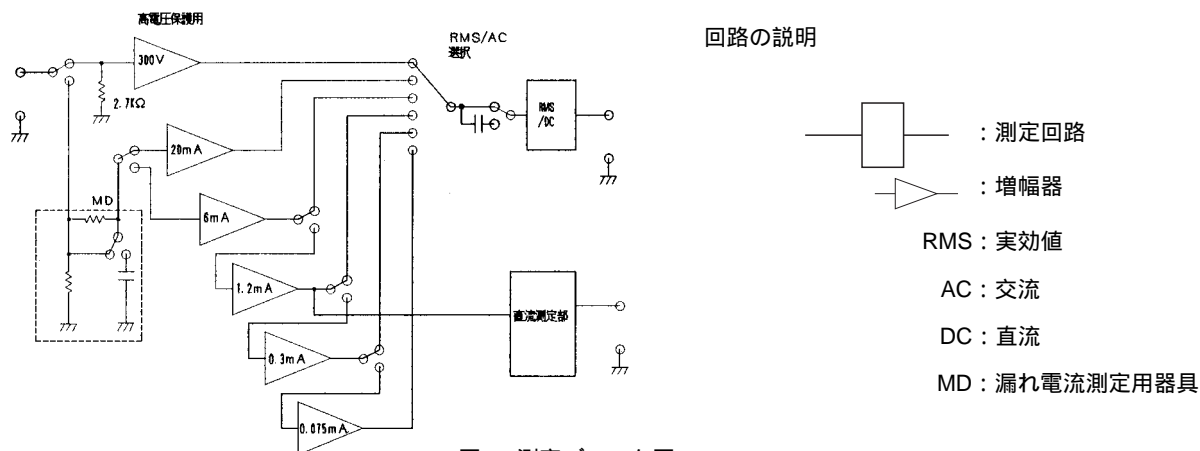 高電圧保護用
300V
2.7KΩ
20mA
MD
6mA
1.2mA
0.3mA
0.075mA
RMS/AC
選択
RMS
/DC
直流測定部
回路の説明
：測定回路
：増幅器
RMS：実効値
AC：交流
DC：直流
MD：漏れ電流測定用器具